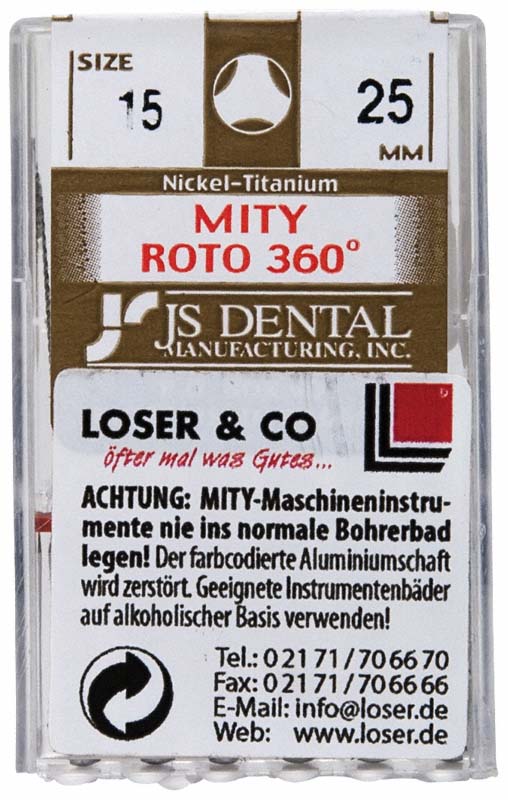 SIZE
15
25
MM
Nickel-Titanium
MITY
ROTO 360°
JS DENTAL
MANUFACTURING, INC.
LOSER & CO
öfter mal was Gutes...
®
ACHTUNG: MITY-Maschineninstru-
mente nie ins normale Bohrerbad
legen! Der farbcodierte Aluminiumschaft
wird zerstört. Geeignete Instrumentenbäder
auf alkoholischer Basis verwenden!
Tel.: 0 21 71 / 70 66 70
Fax: 0 21 71 / 70 66 66
E-Mail: info@loser.de
Web: www.loser.de